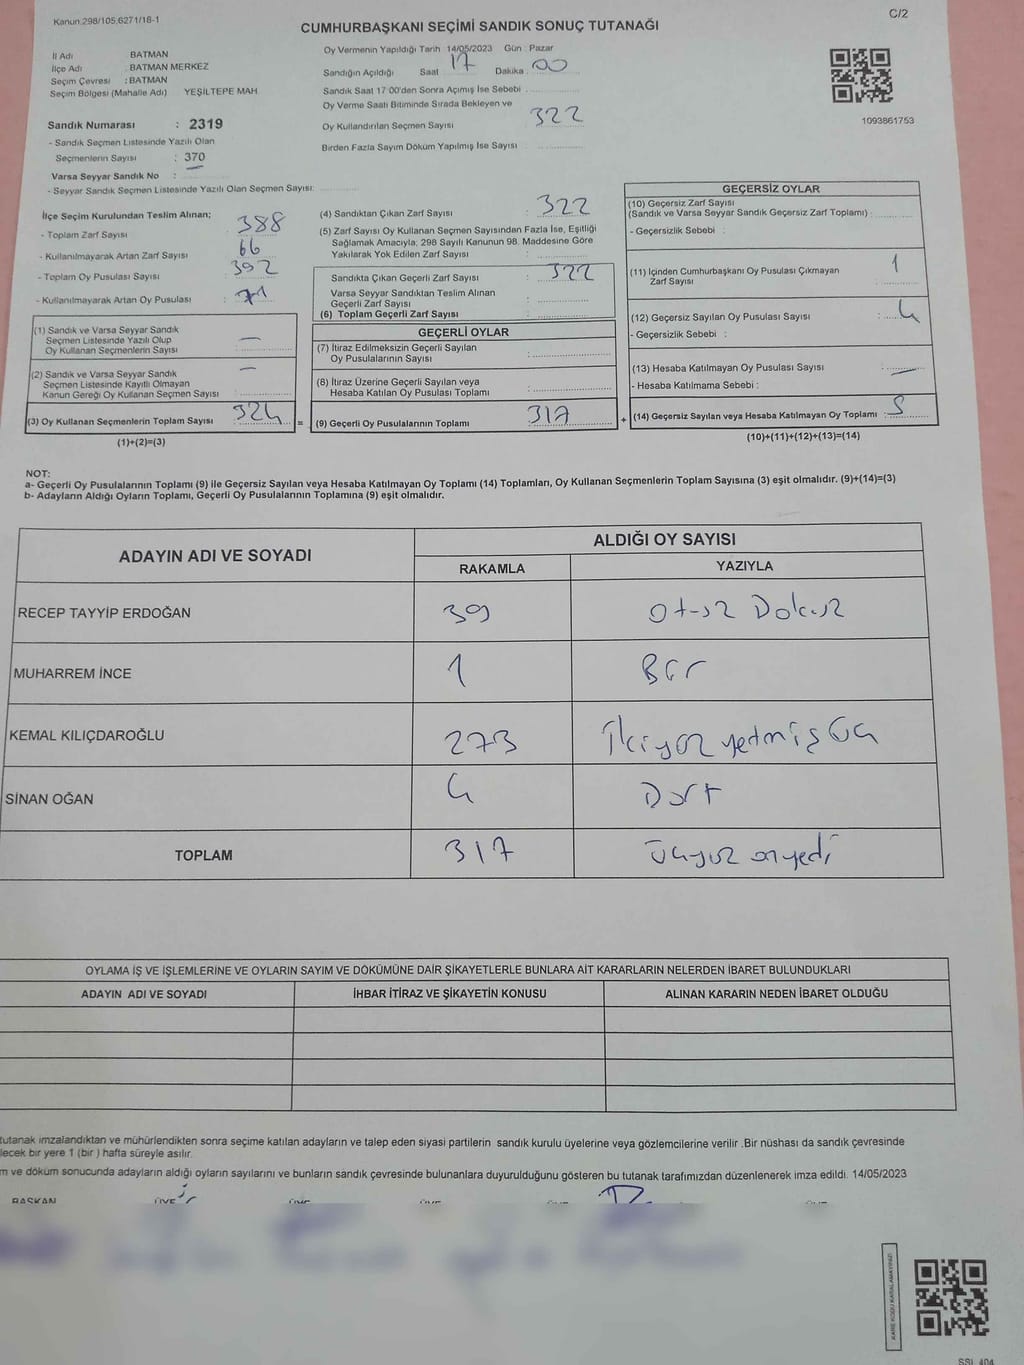 Kanun 298/105,6271/18-1
C/2
CUMHURBAŞKANI SEÇİMİ SANDIK SONUÇ TUTANAĞI
İl Adı BATMAN
İlçe Adı : BATMAN MERKEZ
Seçim Çevresi : BATMAN
Seçim Bölgesi (Mahalle Adı) YEŞİLTEPE MAH
Sandık Numarası : 2319
- Sandık Seçmen Listesinde Yazılı Olan
Seçmenlerin Sayısı : 370
Varsa Seyyar Sandık No :
- Seyyar Sandık Seçmen Listesinde Yazılı Olan Seçmen Sayısı:
Oy Vermenin Yapıldığı Tarih : 14/05/2023 Gün : Pazar
Sandığın Açıldığı Saat 17 Dakika : 00
Sandık Saat 17:00'den Sonra Açımış İse Sebebi :
Oy Verme Saati Bitiminde Sırada Bekleyen ve
Oy Kullandırılan Seçmen Sayısı 322
Birden Fazla Sayım Döküm Yapılmış İse Sayısı :
1093861753
İlçe Seçim Kurulundan Teslim Alınan;
- Toplam Zarf Sayısı : 388
- Kullanılmayarak Artan Zarf Sayısı : 66
- Toplam Oy Pusulası Sayısı : 392
- Kullanılmayarak Artan Oy Pusulası : 71
(1) Sandık ve Varsa Seyyar Sandık
Seçmen Listesinde Yazılı Olup
Oy Kullanan Seçmenlerin Sayısı : —
(2) Sandık ve Varsa Seyyar Sandık
Seçmen Listesinde Kayıtlı Olmayan
Kanun Gereği Oy Kullanan Seçmen Sayısı : —
(3) Oy Kullanan Seçmenlerin Toplam Sayısı : 324
(1)+(2)=(3)
(4) Sandıktan Çıkan Zarf Sayısı : 322
(5) Zarf Sayısı Oy Kullanan Seçmen Sayısından Fazla İse, Eşitliği
Sağlamak Amacıyla; 298 Sayılı Kanunun 98. Maddesine Göre
Yakılarak Yok Edilen Zarf Sayısı :
Sandıkta Çıkan Geçerli Zarf Sayısı : 322
Varsa Seyyar Sandıktan Teslim Alınan
Geçerli Zarf Sayısı :
(6) Toplam Geçerli Zarf Sayısı :
GEÇERLİ OYLAR
(7) İtiraz Edilmeksizin Geçerli Sayılan
Oy Pusulalarının Sayısı :
(8) İtiraz Üzerine Geçerli Sayılan veya
Hesaba Katılan Oy Pusulası Toplamı :
= (9) Geçerli Oy Pusulalarının Toplamı : 317
GEÇERSİZ OYLAR
(10) Geçersiz Zarf Sayısı
(Sandık ve Varsa Seyyar Sandık Geçersiz Zarf Toplamı) :
- Geçersizlik Sebebi :
(11) İçinden Cumhurbaşkanı Oy Pusulası Çıkmayan
Zarf Sayısı : 1
(12) Geçersiz Sayılan Oy Pusulası Sayısı : 4
- Geçersizlik Sebebi :
(13) Hesaba Katılmayan Oy Pusulası Sayısı : —
- Hesaba Katılmama Sebebi :
+ (14) Geçersiz Sayılan veya Hesaba Katılmayan Oy Toplamı : 5
(10)+(11)+(12)+(13)=(14)
NOT:
a- Geçerli Oy Pusulalarının Toplamı (9) ile Geçersiz Sayılan veya Hesaba Katılmayan Oy Toplamı (14) Toplamları, Oy Kullanan Seçmenlerin Toplam Sayısına (3) eşit olmalıdır. (9)+(14)=(3)
b- Adayların Aldığı Oyların Toplamı, Geçerli Oy Pusulalarının Toplamına (9) eşit olmalıdır.
ADAYIN ADI VE SOYADI ALDIĞI OY SAYISI
RAKAMLA YAZIYLA
RECEP TAYYİP ERDOĞAN 39 Otuz Dokuz
MUHARREM İNCE 1 Bir
KEMAL KILIÇDAROĞLU 273 İkiyüz yetmiş üç
SİNAN OĞAN 4 Dört
TOPLAM 317 üçyüz onyedi
OYLAMA İŞ VE İŞLEMLERİNE VE OYLARIN SAYIM VE DÖKÜMÜNE DAİR ŞİKAYETLERLE BUNLARA AİT KARARLARIN NELERDEN İBARET BULUNDUKLARI
ADAYIN ADI VE SOYADI İHBAR İTİRAZ VE ŞİKAYETİN KONUSU ALINAN KARARIN NEDEN İBARET OLDUĞU
tutanak imzalandıktan ve mühürlendikten sonra seçime katılan adayların ve talep eden siyasi partilerin sandık kurulu üyelerine veya gözlemcilerine verilir .Bir nüshası da sandık çevresinde
lecek bir yere 1 (bir ) hafta süreyle asılır.
m ve döküm sonucunda adayların aldığı oyların sayılarını ve bunların sandık çevresinde bulunanlara duyurulduğunu gösteren bu tutanak tarafımızdan düzenlenerek imza edildi. 14/05/2023
BAŞKAN ÜYE ÜYE ÜYE ÜYE ÜYE
KARE KODU KARALAMAYINIZ!